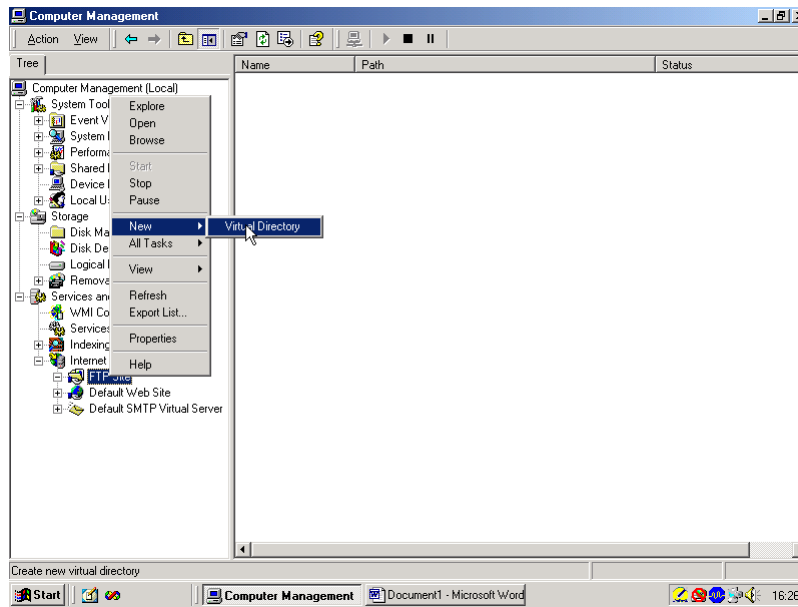 Computer Management
Action View
Tree
Name Path Status
Computer Management (Local)
System Tool
Event V
System I
Performa
Shared F
Device
Local U
Storage
Disk Ma
Disk De
Logical
Remova
Services an
WMI Co
Services
Indexing
Internet
FTP Site
Default Web Site
Default SMTP Virtual Server
Explore
Open
Browse
Start
Stop
Pause
New
Virtual Directory
All Tasks
View
Refresh
Export List...
Properties
Help
Create new virtual directory
Start
Computer Management
Document1 - Microsoft Word
16:26